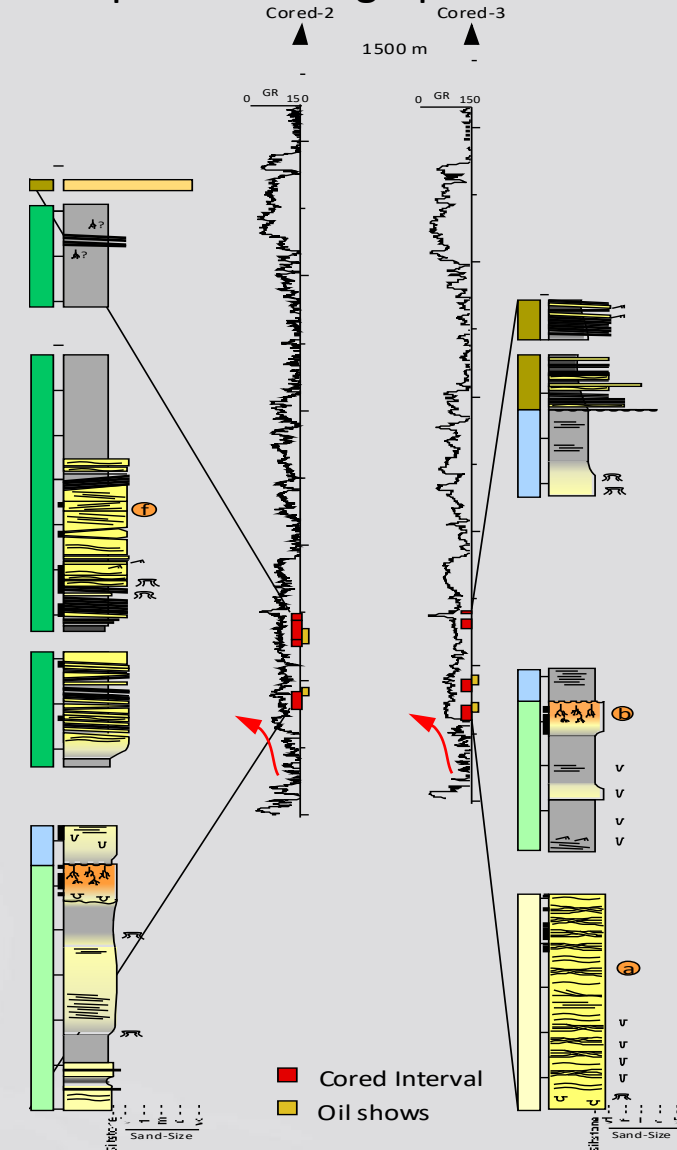 Cored-2 Cored-3
1500 m
0 GR 150 0 GR 150
?
?
f
b
a
Cored Interval
Oil shows
Sand-Size
Siltstone
Sand-Size